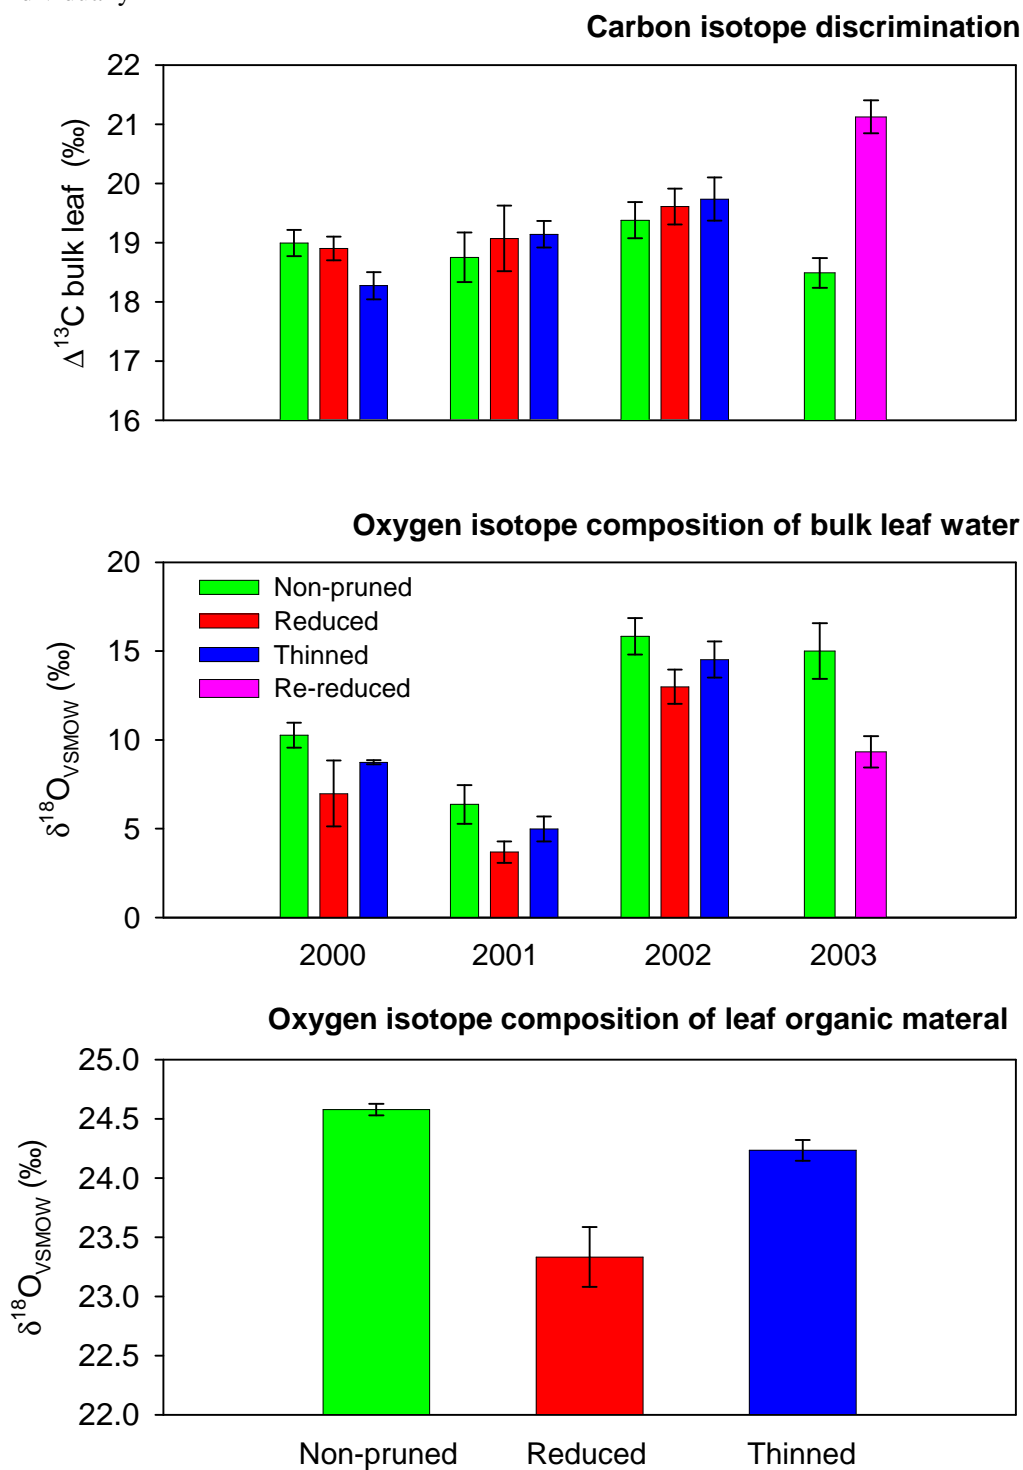 Carbon isotope discrimination
22
21
20
19
18
17
16
Δ¹³C bulk leaf (‰)
Oxygen isotope composition of bulk leaf water
20
15
10
5
0
δ¹⁸O_VSMOW (‰)
Non-pruned
Reduced
Thinned
Re-reduced
2000 2001 2002 2003
Oxygen isotope composition of leaf organic materal
25.0
24.5
24.0
23.5
23.0
22.5
22.0
δ¹⁸O_VSMOW (‰)
Non-pruned Reduced Thinned